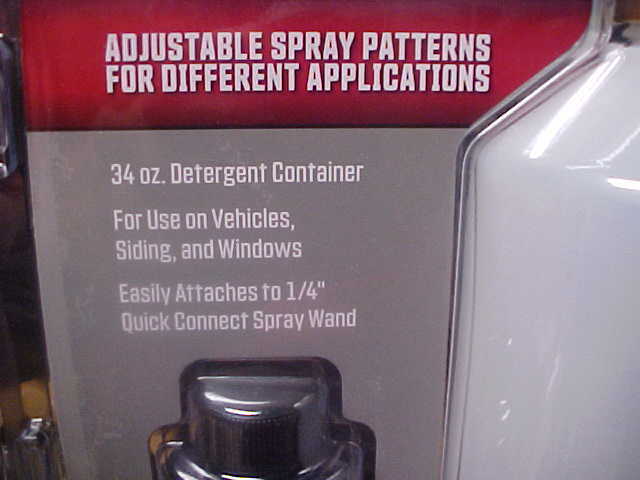 ADJUSTABLE SPRAY PATTERNS
FOR DIFFERENT APPLICATIONS
34 oz. Detergent Container
For Use on Vehicles,
Siding, and Windows
Easily Attaches to 1/4"
Quick Connect Spray Wand